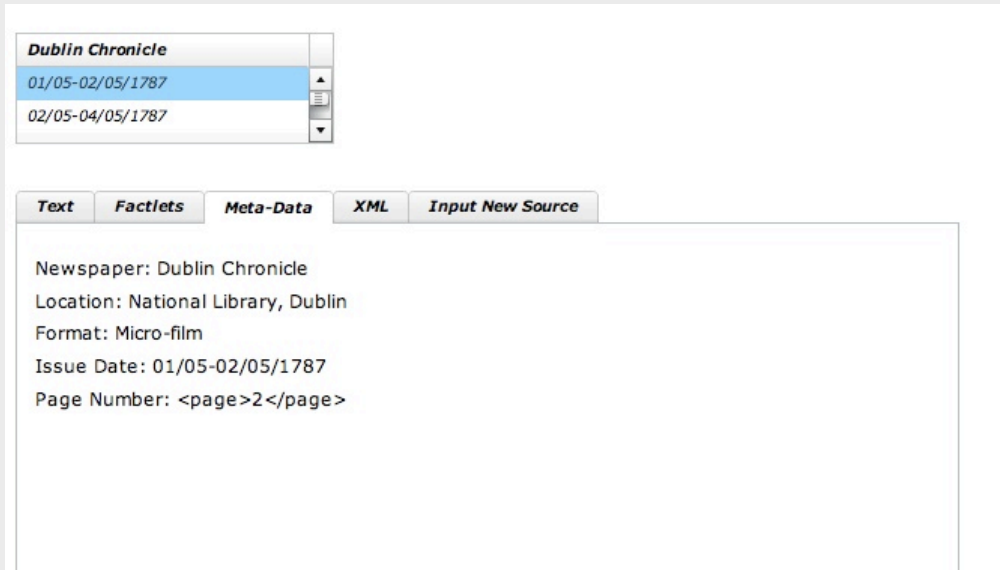 Dublin Chronicle
01/05-02/05/1787
02/05-04/05/1787
Text Factlets Meta-Data XML Input New Source
Newspaper: Dublin Chronicle
Location: National Library, Dublin
Format: Micro-film
Issue Date: 01/05-02/05/1787
Page Number: <page>2</page>